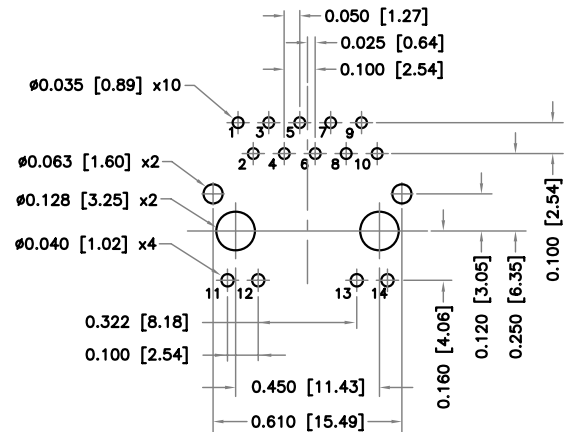 0.050 [1.27]
0.025 [0.64]
0.100 [2.54]
ø0.035 [0.89] x10
1 3 5 7 9
2 4 6 8 10
ø0.063 [1.60] x2
ø0.128 [3.25] x2
ø0.040 [1.02] x4
11 12 13 14
0.322 [8.18]
0.100 [2.54]
0.450 [11.43]
0.610 [15.49]
0.160 [4.06]
0.120 [3.05]
0.250 [6.35]
0.100 [2.54]